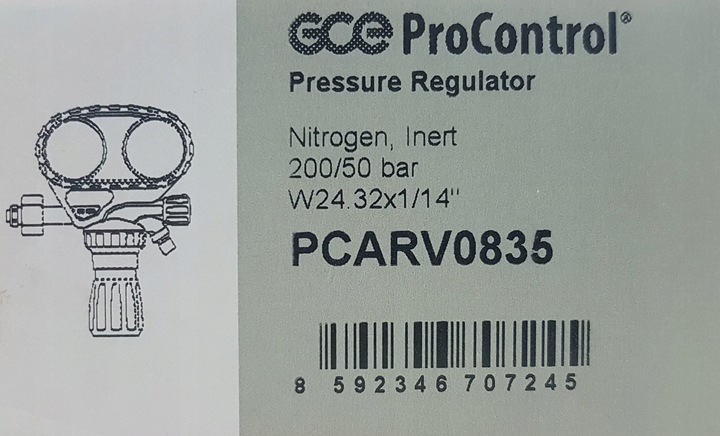 GCE ProControl®
Pressure Regulator
Nitrogen, Inert
200/50 bar
W24.32x1/14"
PCARV0835
8 592346 707245